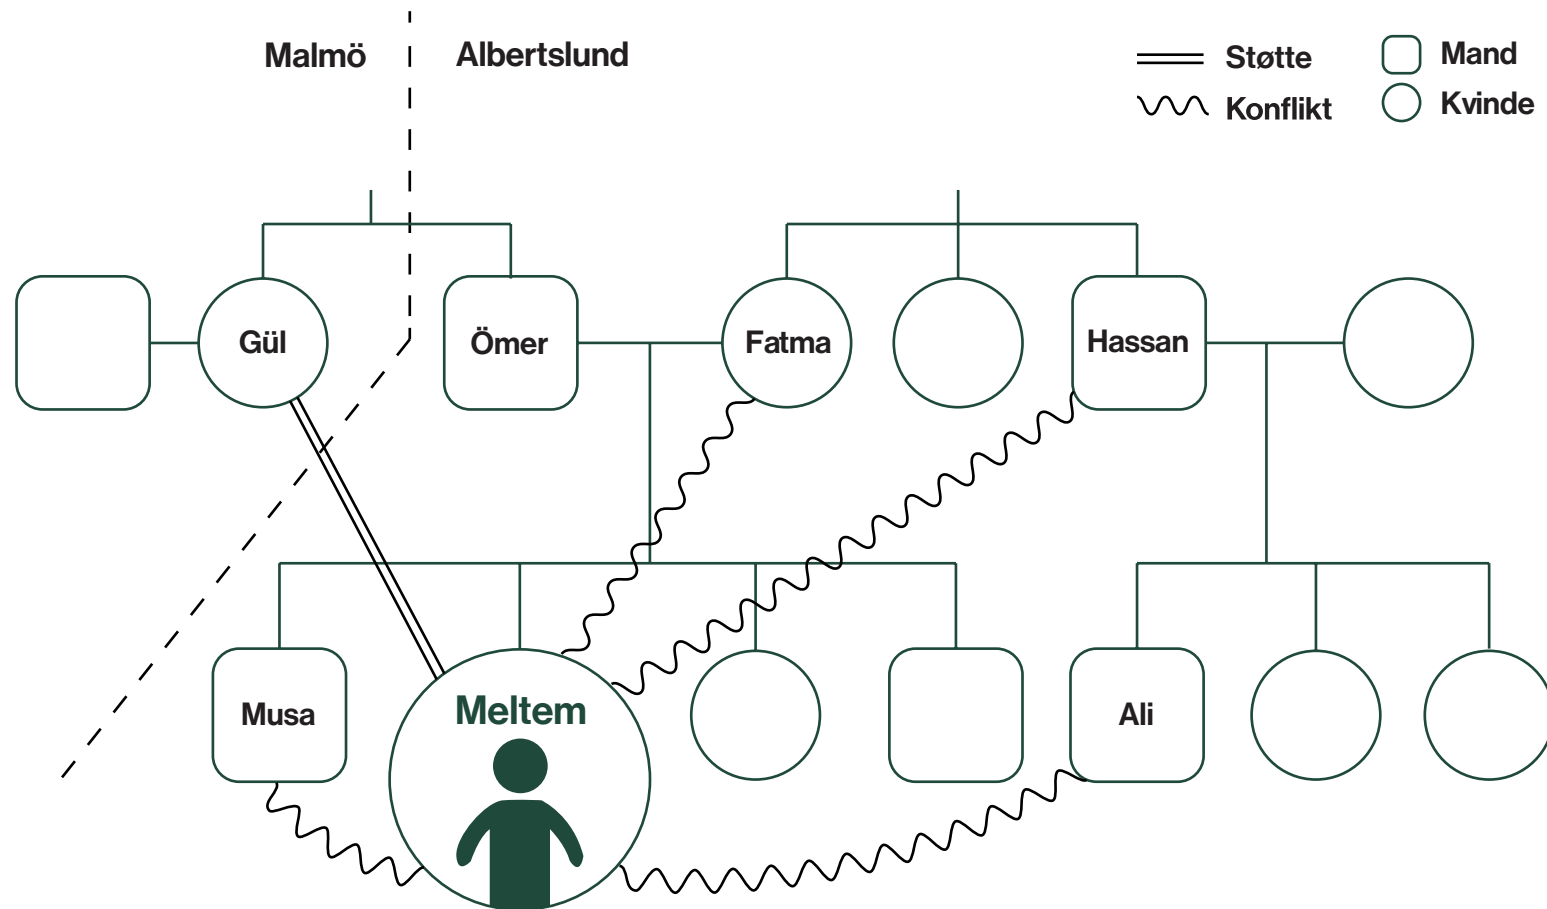 Malmö
Albertslund
Støtte
Mand
Konflikt
Kvinde
Gül
Ömer
Fatma
Hassan
Musa
Meltem
Ali